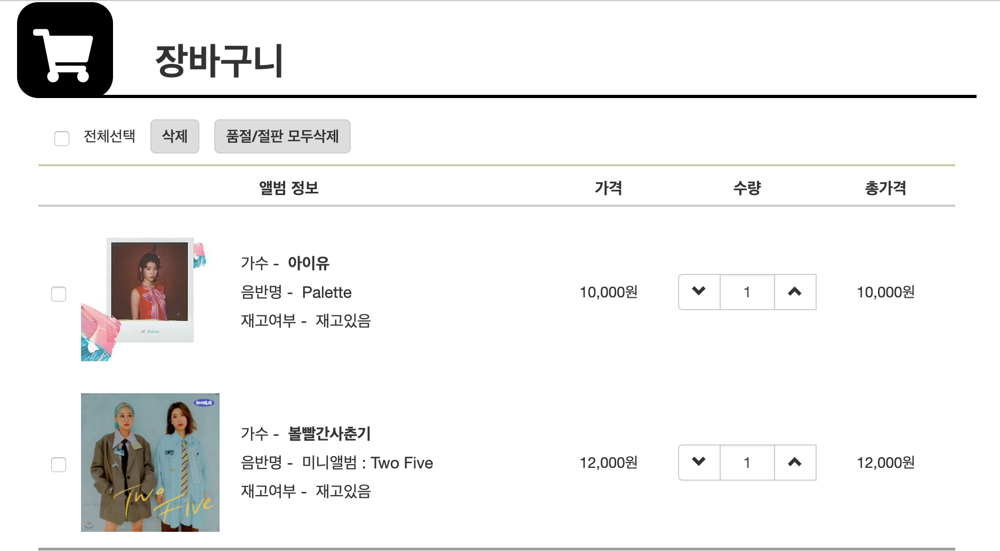 장바구니
전체선택 삭제 품절/절판 모두삭제
앨범 정보 가격 수량 총가격
가수 - 아이유
음반명 - Palette
재고여부 - 재고있음
10,000원 1 10,000원
IU Palette
가수 - 볼빨간사춘기
음반명 - 미니앨범 : Two Five
재고여부 - 재고있음
12,000원 1 12,000원
BOL4
Two
Five